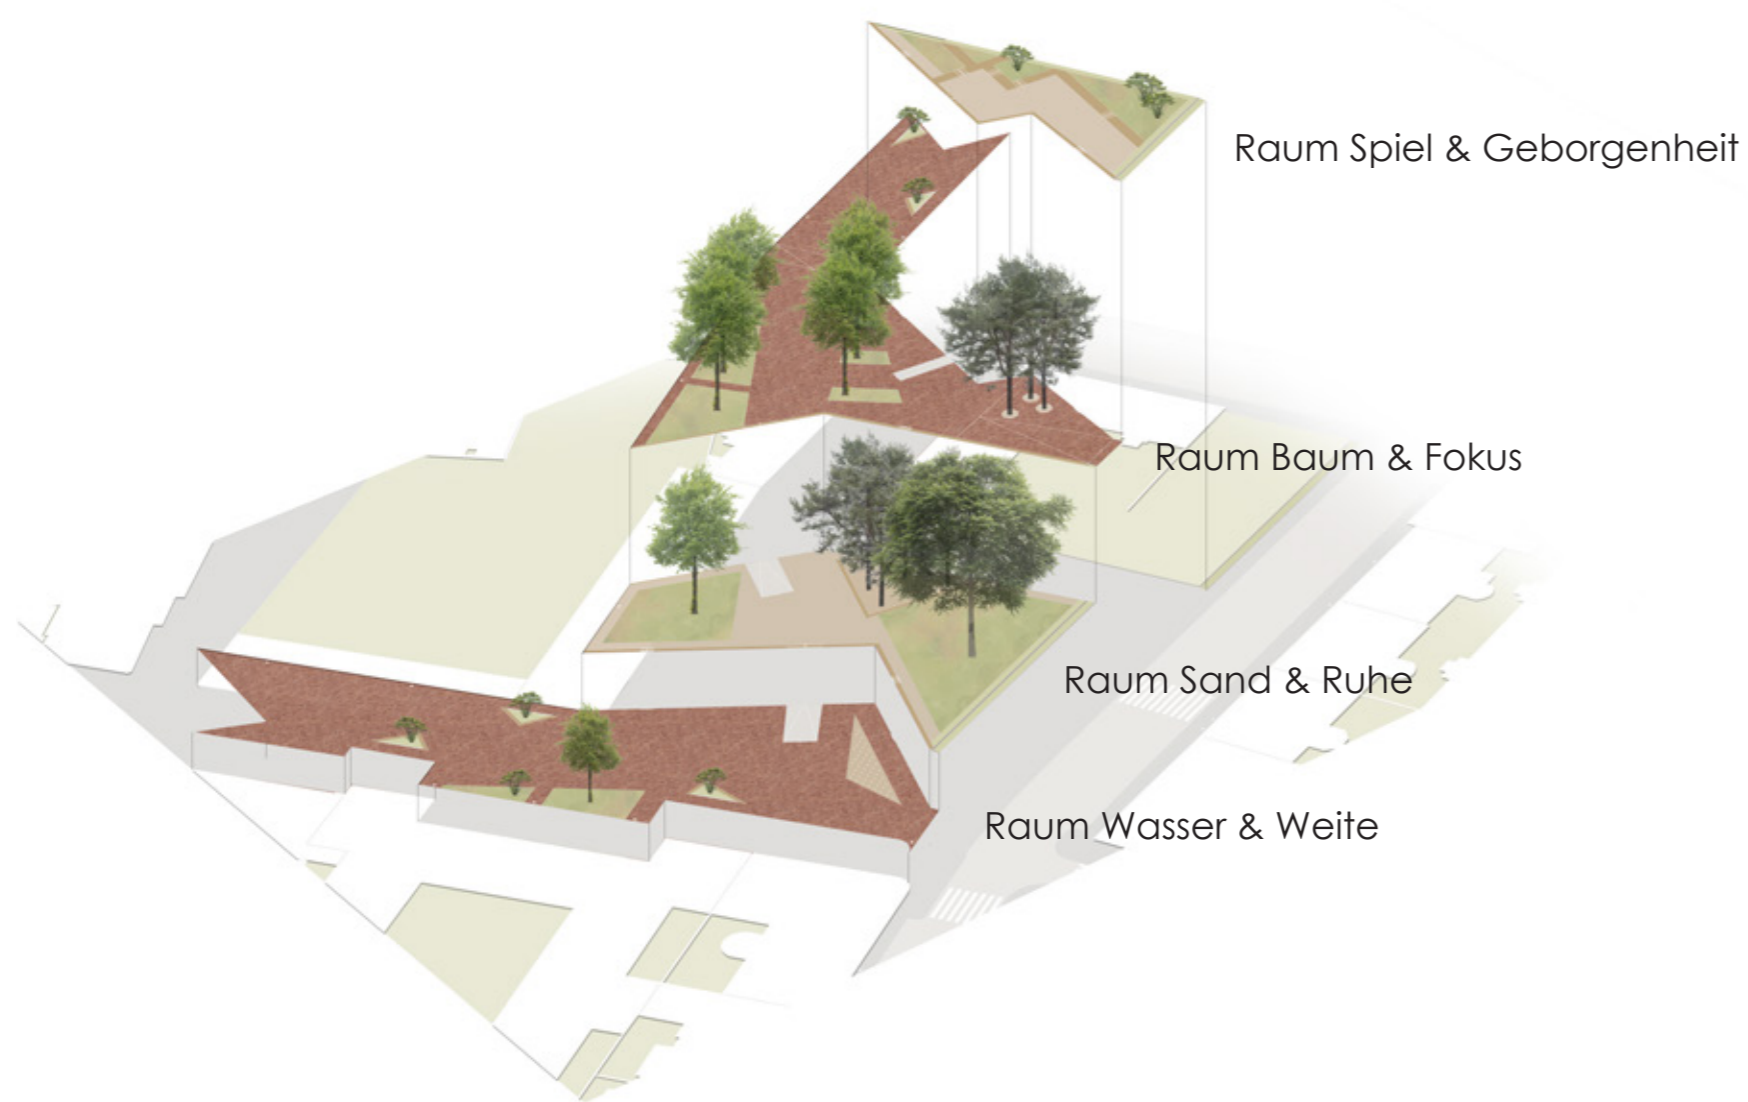 Raum Spiel & Geborgenheit
Raum Baum & Fokus
Raum Sand & Ruhe
Raum Wasser & Weite